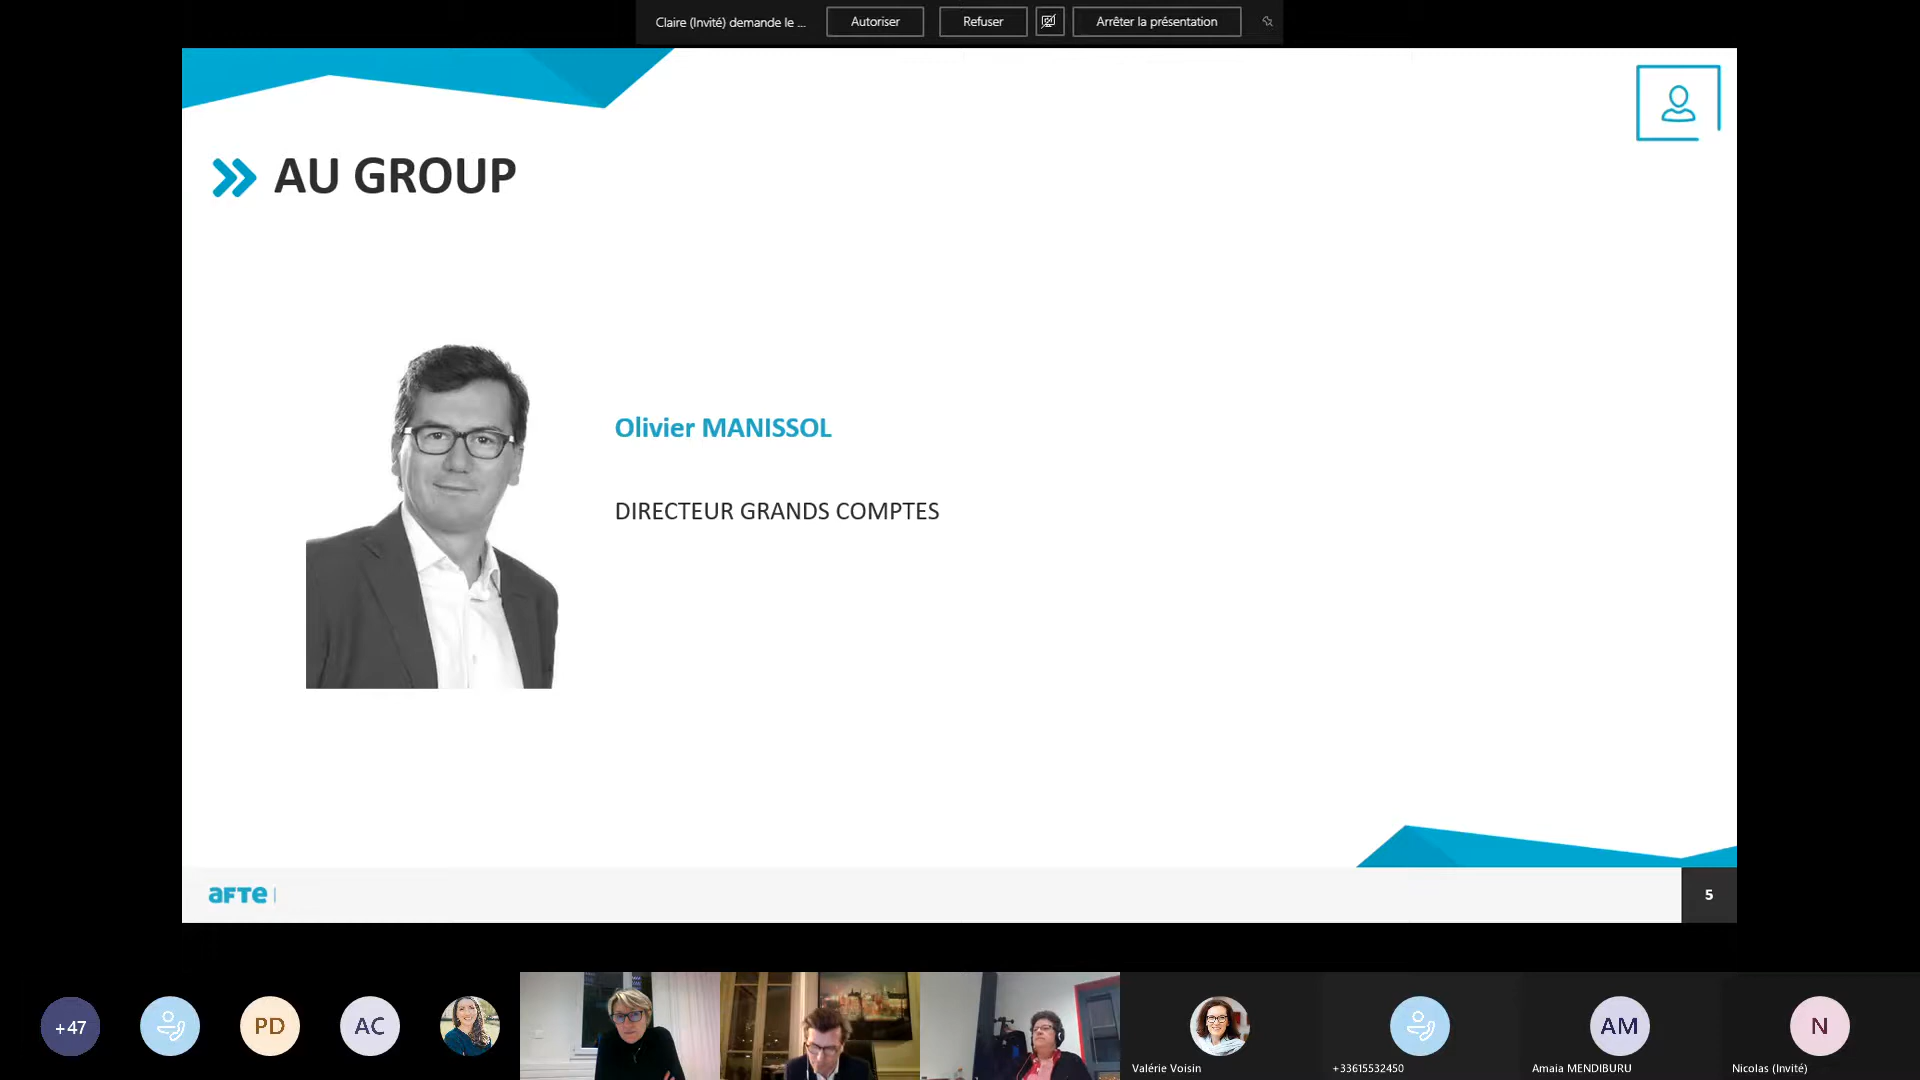 Claire (Invité) demande le ...
Autoriser
Refuser
Arrêter la présentation
AU GROUP
Olivier MANISSOL
DIRECTEUR GRANDS COMPTES
aFTe
5
+47
PD
AC
AM
N
Valérie Voisin
+33615532450
Amaia MENDIBURU
Nicolas (Invité)